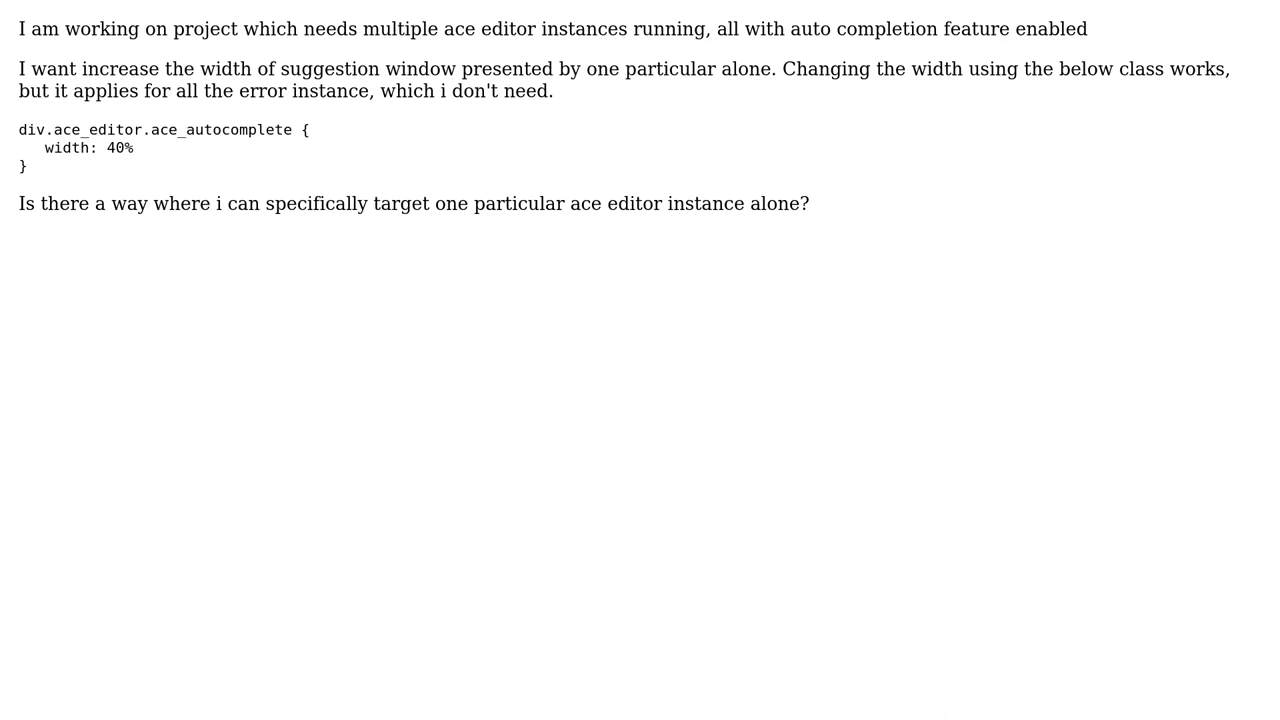 I am working on project which needs multiple ace editor instances running, all with auto completion feature enabled
I want increase the width of suggestion window presented by one particular alone. Changing the width using the below class works,
but it applies for all the error instance, which i don't need.
div.ace_editor.ace_autocomplete {
   width: 40%
}
Is there a way where i can specifically target one particular ace editor instance alone?